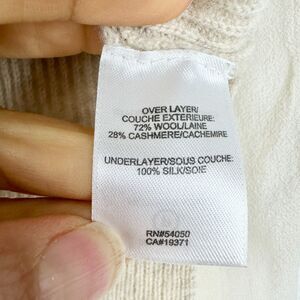 OVER LAYER/
COUCHE EXTERIEURE:
72% WOOL/LAINE
28% CASHMERE/CACHEMIRE
UNDERLAYER/SOUS COUCHE:
100% SILK/SOIE
RN#54050
CA#19371